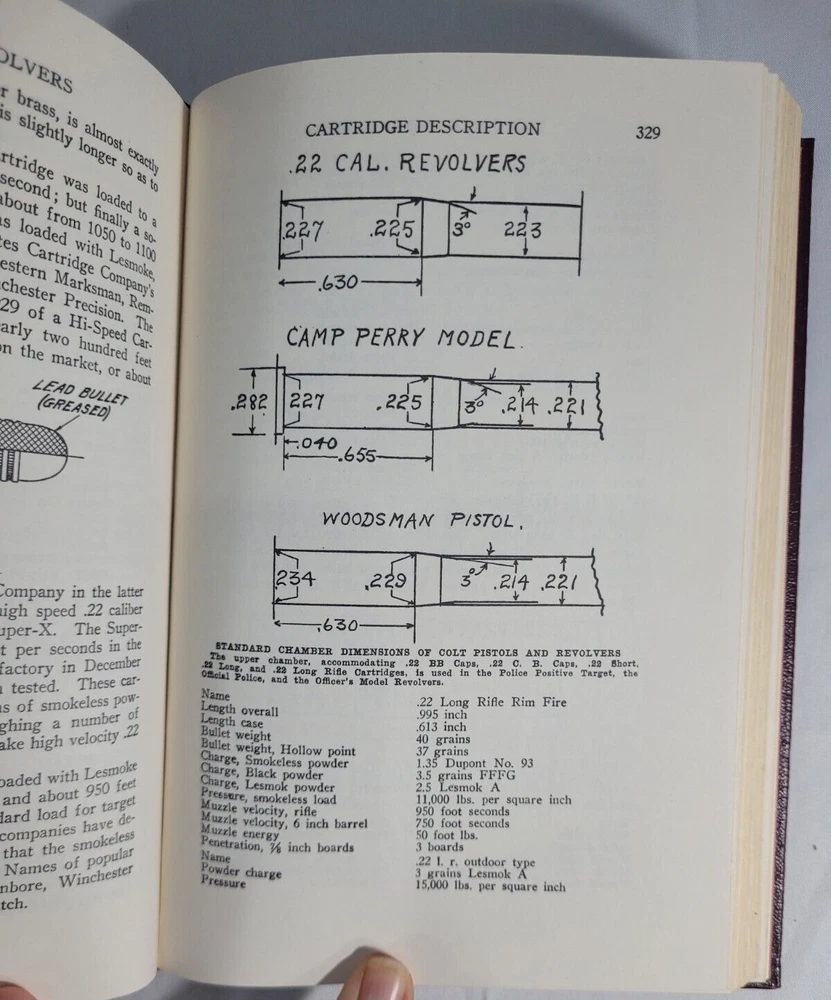 OLVERS
r brass, is almost exactly
is slightly longer so as to
rtridge was loaded to a
second; but finally a so-
about from 1050 to 1100
as loaded with Lesmoke,
tes Cartridge Company's
estern Marksman, Rem-
chester Precision. The
29 of a Hi-Speed Car-
arly two hundred feet
on the market, or about
LEAD BULLET
(GREASED)
Company in the latter
high speed .22 caliber
uper-X. The Super-
t per seconds in the
factory in December
tested. These car-
ns of smokeless pow-
ghing a number of
ake high velocity .22
oaded with Lesmoke
and about 950 feet
dard load for target
companies have de-
that the smokeless
Names of popular
nbore, Winchester
tch.
CARTRIDGE DESCRIPTION 329
.22 CAL. REVOLVERS
.227 .225 3° 223
.630
CAMP PERRY MODEL.
.282 227 .225 3° .214 .221
.040
.655
WOODSMAN PISTOL.
.234 .229 3° .214 .221
.630
STANDARD CHAMBER DIMENSIONS OF COLT PISTOLS AND REVOLVERS
The upper chamber, accommodating .22 BB Caps, .22 C. B. Caps, .22 Short,
.22 Long, and .22 Long Rifle Cartridges, is used in the Police Positive Target, the
Official Police, and the Officer's Model Revolvers.
Name .22 Long Rifle Rim Fire
Length overall .995 inch
Length case .613 inch
Bullet weight 40 grains
Bullet weight, Hollow point 37 grains
Charge, Smokeless powder 1.35 Dupont No. 93
Charge, Black powder 3.5 grains FFFG
Charge, Lesmok powder 2.5 Lesmok A
Pressure, smokeless load 11,000 lbs. per square inch
Muzzle velocity, rifle 950 foot seconds
Muzzle velocity, 6 inch barrel 750 foot seconds
Muzzle energy 50 foot lbs.
Penetration, ⅞ inch boards 3 boards
Name .22 l. r. outdoor type
Powder charge 3 grains Lesmok A
Pressure 15,000 lbs. per square inch